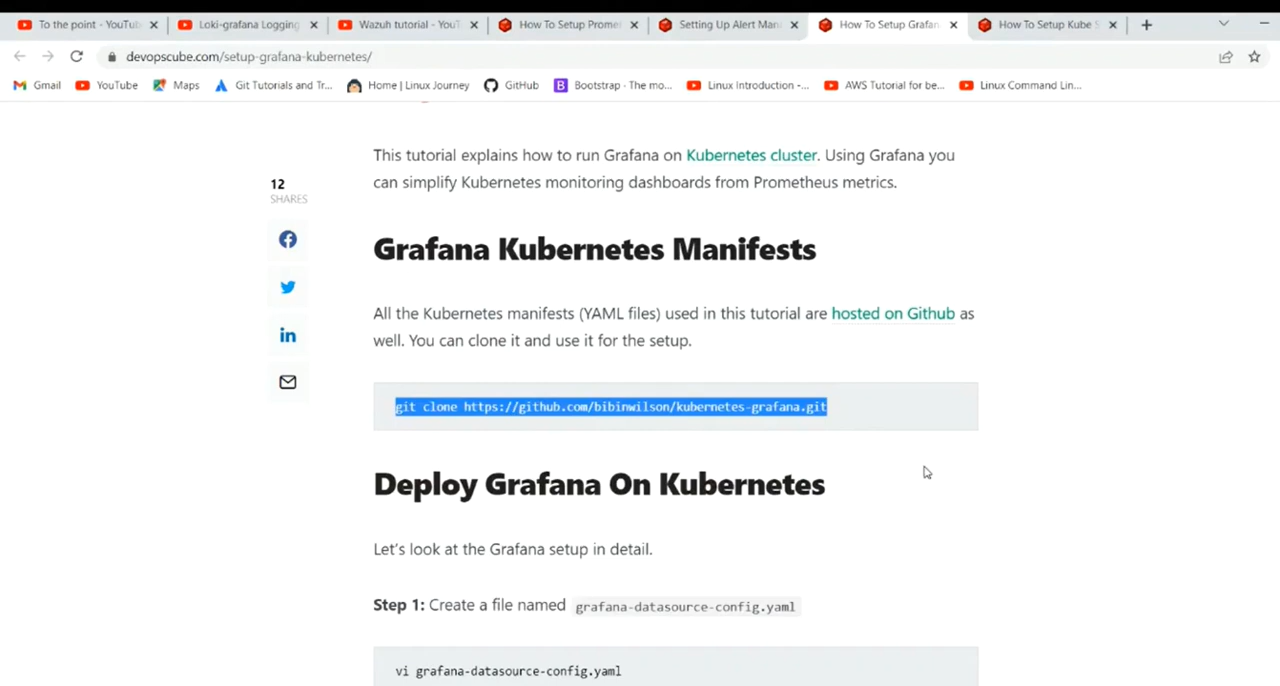 To the point - YouTub
Loki-grafana Logging
Wazuh tutorial - YouT
How To Setup Promet
Setting Up Alert Mana
How To Setup Grafan
How To Setup Kube S
devopscube.com/setup-grafana-kubernetes/
Gmail
YouTube
Maps
Git Tutorials and Tr...
Home | Linux Journey
GitHub
Bootstrap · The mo...
Linux Introduction -...
AWS Tutorial for be...
Linux Command Lin...
This tutorial explains how to run Grafana on Kubernetes cluster. Using Grafana you
can simplify Kubernetes monitoring dashboards from Prometheus metrics.
12
SHARES
Grafana Kubernetes Manifests
All the Kubernetes manifests (YAML files) used in this tutorial are hosted on Github as
well. You can clone it and use it for the setup.
git clone https://github.com/bibinwilson/kubernetes-grafana.git
Deploy Grafana On Kubernetes
Let's look at the Grafana setup in detail.
Step 1: Create a file named grafana-datasource-config.yaml
vi grafana-datasource-config.yaml